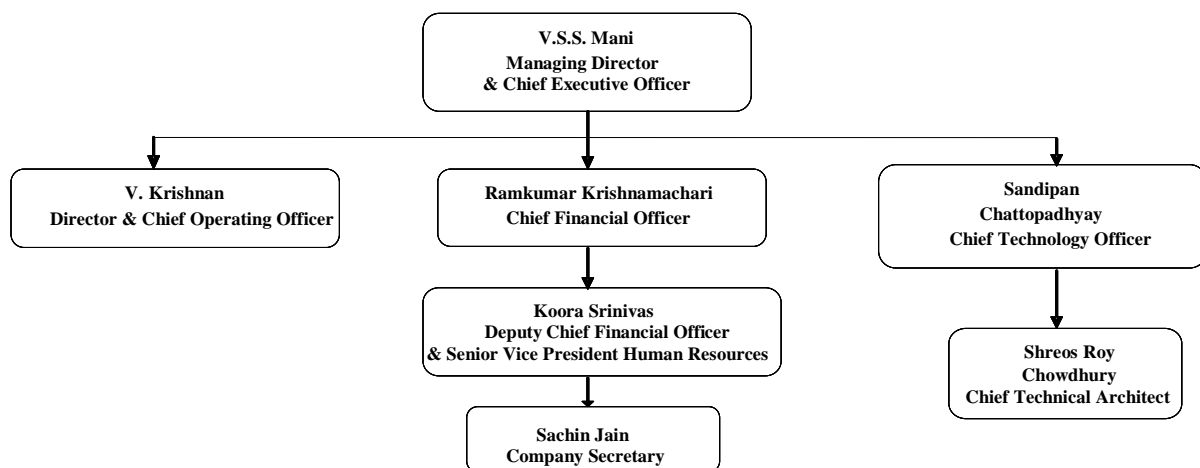 V.S.S. Mani
Managing Director
& Chief Executive Officer
V. Krishnan
Director & Chief Operating Officer
Ramkumar Krishnamachari
Chief Financial Officer
Sandipan
Chattopadhyay
Chief Technology Officer
Koora Srinivas
Deputy Chief Financial Officer
& Senior Vice President Human Resources
Shreos Roy
Chowdhury
Chief Technical Architect
Sachin Jain
Company Secretary